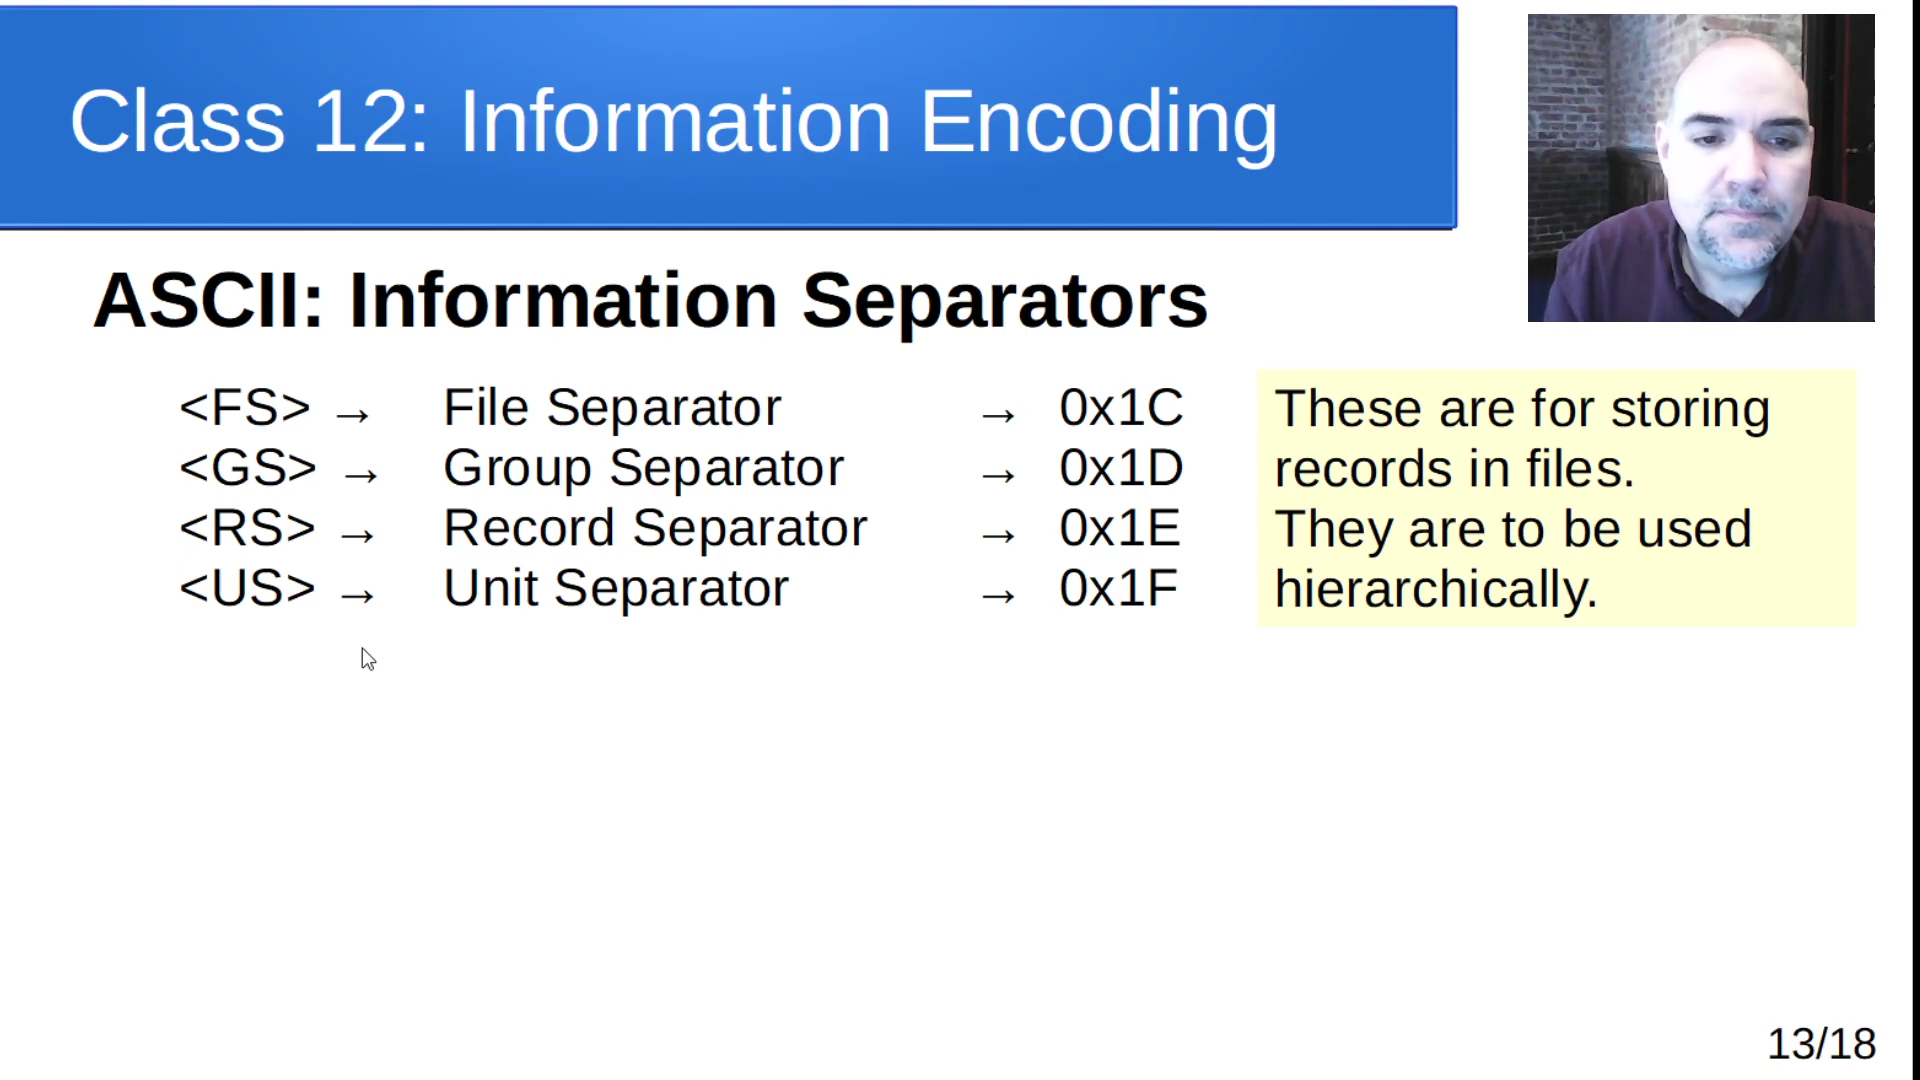 Class 12: Information Encoding
ASCII: Information Separators
<FS> → File Separator → 0x1C
<GS> → Group Separator → 0x1D
<RS> → Record Separator → 0x1E
<US> → Unit Separator → 0x1F
These are for storing
records in files.
They are to be used
hierarchically.
13/18